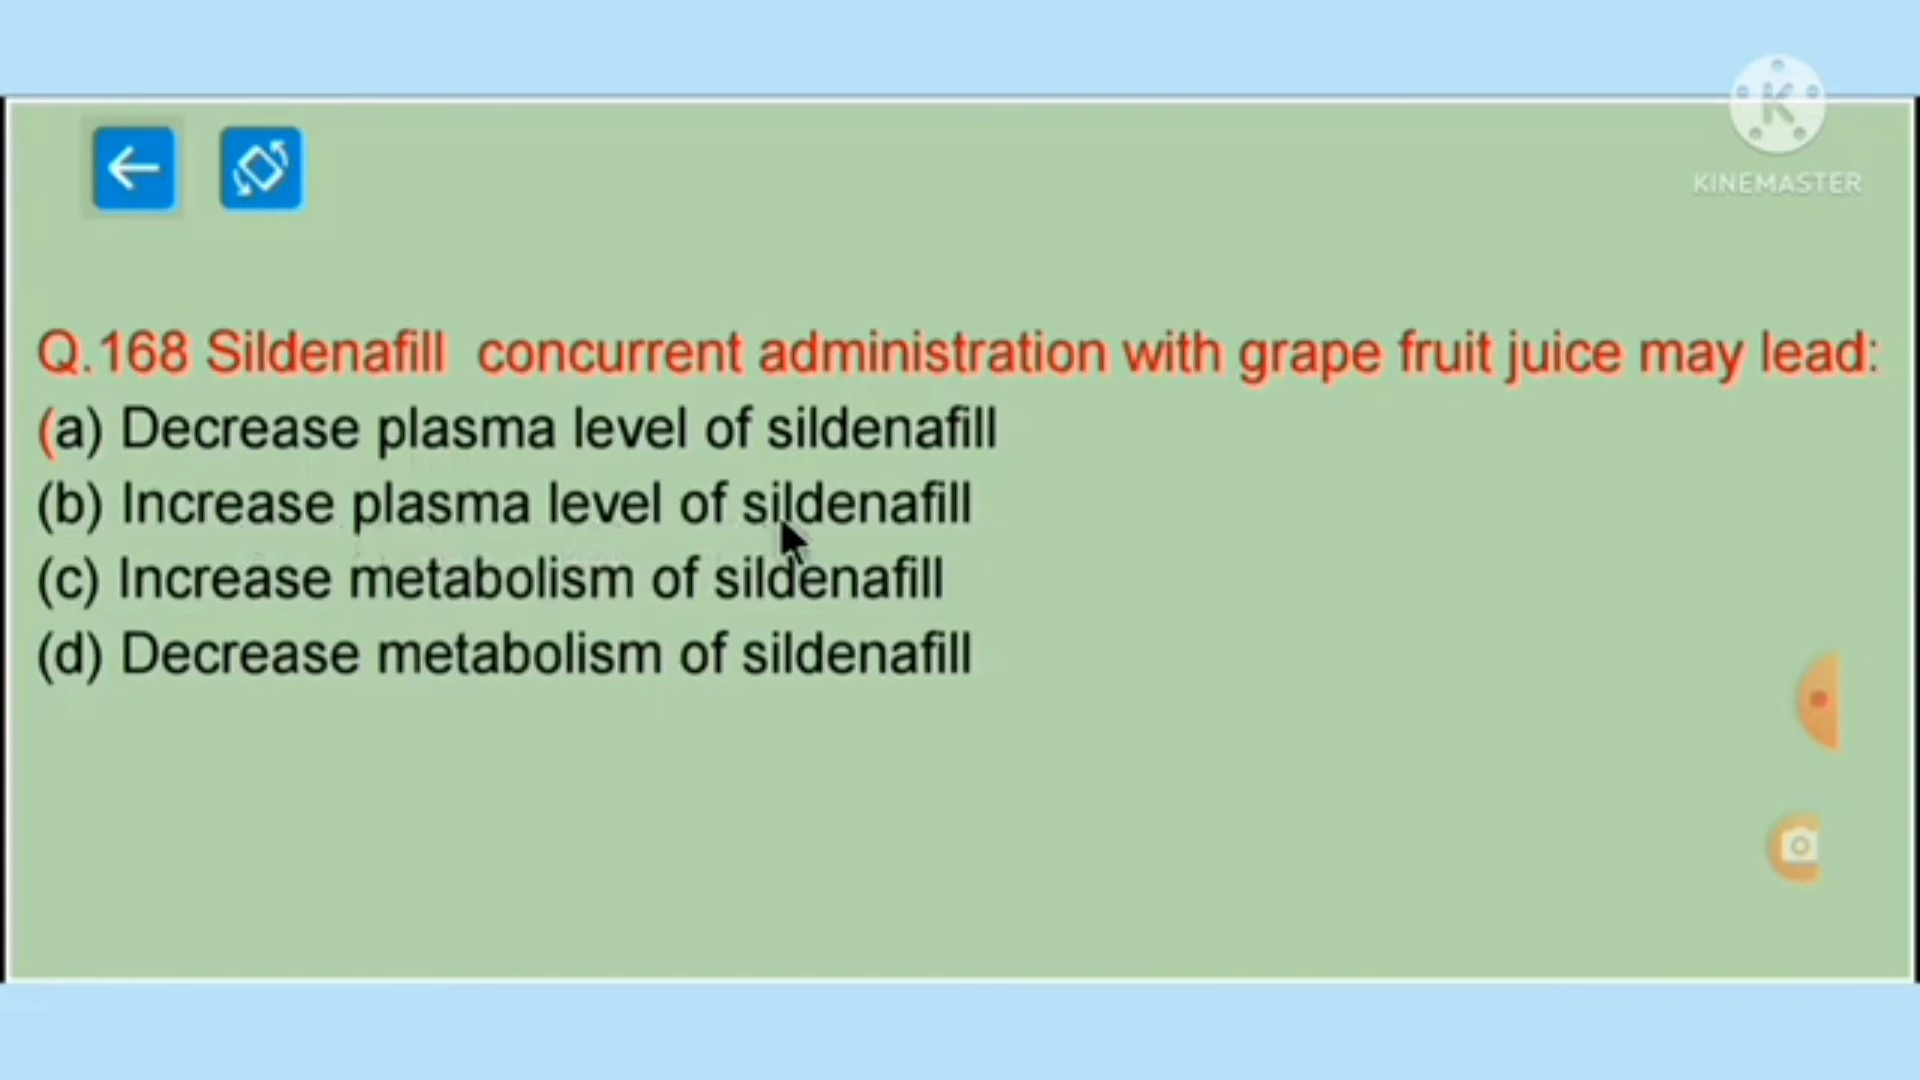 KINEMASTER
Q.168 Sildenafill concurrent administration with grape fruit juice may lead:
(a) Decrease plasma level of sildenafill
(b) Increase plasma level of sildenafill
(c) Increase metabolism of sildenafill
(d) Decrease metabolism of sildenafill